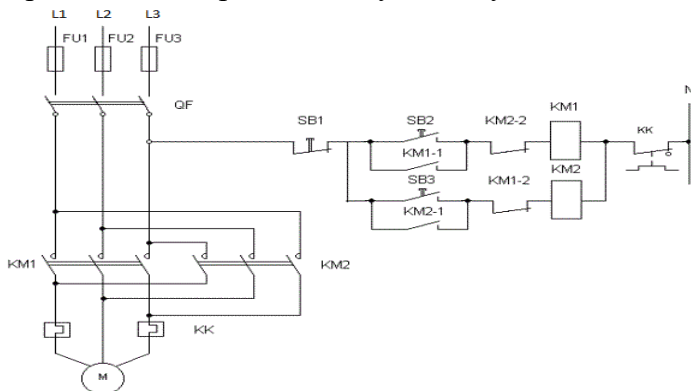 L1 L2 L3
FU1 FU2 FU3
QF
SB1 SB2 KM2-2 KM1
KM1-1
KK
N
SB3 KM1-2 KM2
KM2-1
KM1 KM2
KK
M